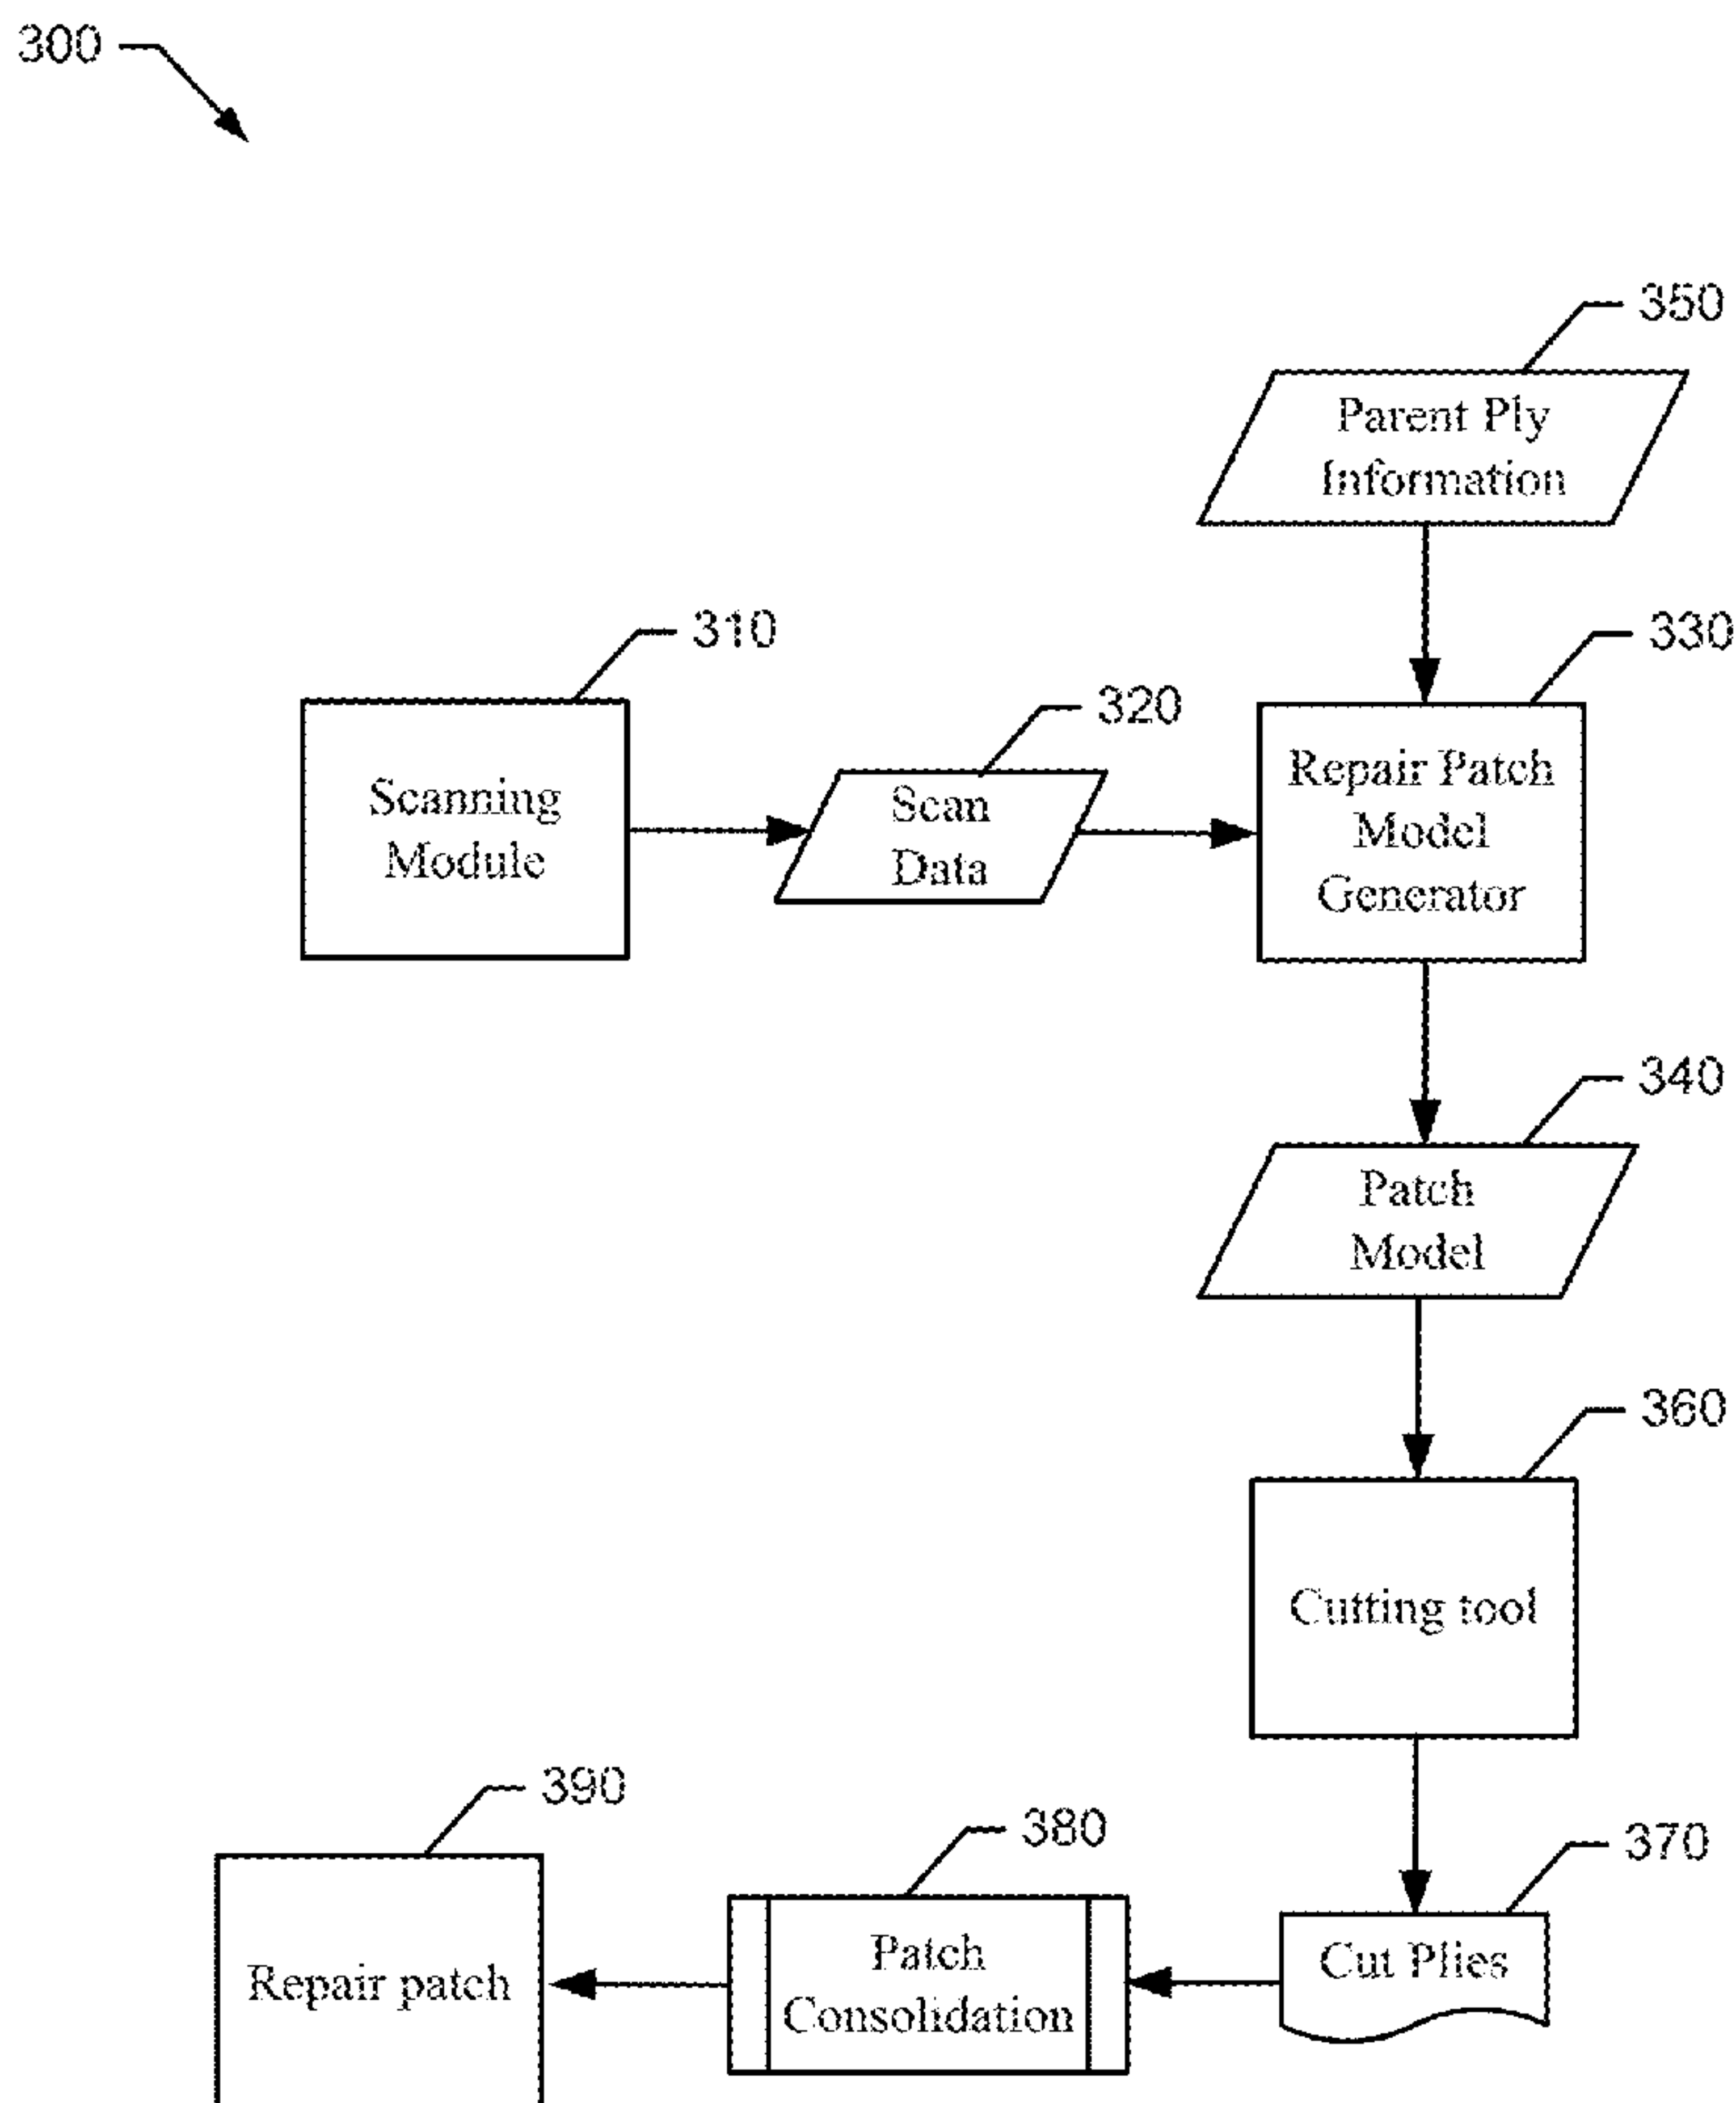 300
350
Parent Ply
Information
310
330
320
Scanning
Module
Scan
Data
Repair Patch
Model
Generator
340
Patch
Model
360
Cutting tool
390
380
370
Repair patch
Patch
Consolidation
Cut Plies